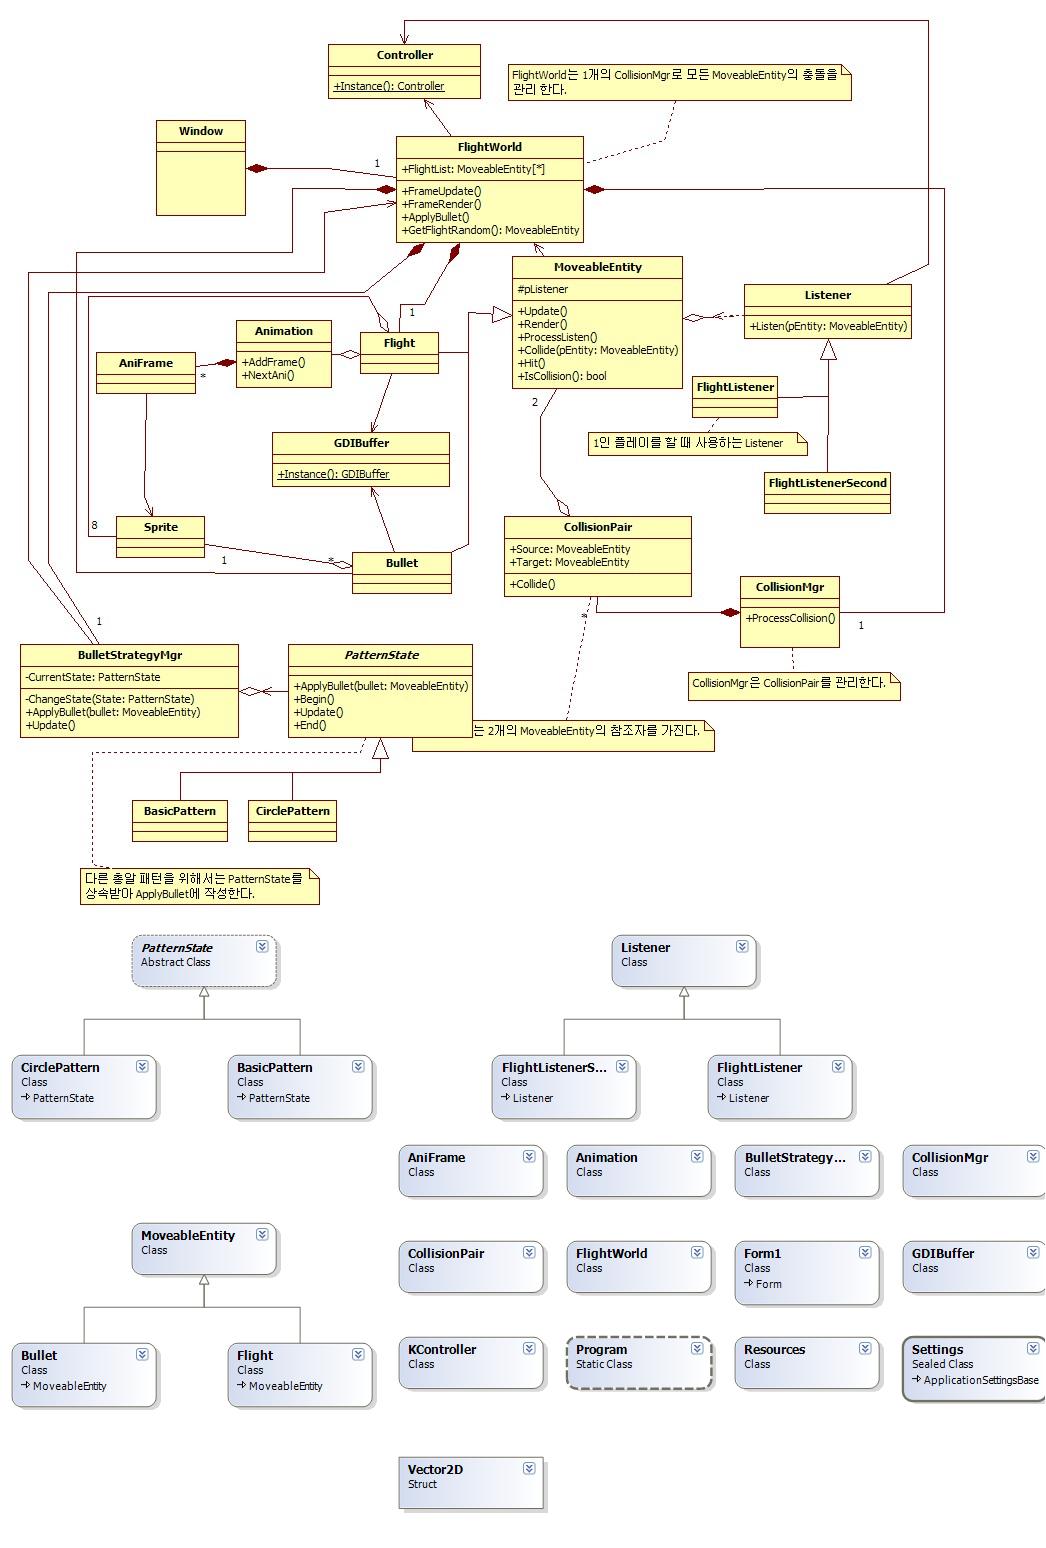 Controller
+Instance(): Controller
FlightWorld는 1개의 CollisionMgr로 모든 MoveableEntity의 충돌을
관리 한다.
Window
1
FlightWorld
+FlightList: MoveableEntity[*]
+FrameUpdate()
+FrameRender()
+ApplyBullet()
+GetFlightRandom(): MoveableEntity
MoveableEntity
#pListener
+Update()
+Render()
+ProcessListen()
+Collide(pEntity: MoveableEntity)
+Hit()
+IsCollision(): bool
Listener
+Listen(pEntity: MoveableEntity)
1
Animation
+AddFrame()
+NextAni()
Flight
AniFrame
*
FlightListener
2
1인 플레이를 할 때 사용하는 Listener
GDIBuffer
+Instance(): GDIBuffer
FlightListenerSecond
8
Sprite
1
*
Bullet
CollisionPair
+Source: MoveableEntity
+Target: MoveableEntity
+Collide()
CollisionMgr
+ProcessCollision()
*
1
1
BulletStrategyMgr
-CurrentState: PatternState
-ChangeState(State: PatternState)
+ApplyBullet(bullet: MoveableEntity)
+Update()
PatternState
+ApplyBullet(bullet: MoveableEntity)
+Begin()
+Update()
+End()
CollisionMgr은 CollisionPair를 관리한다.
는 2개의 MoveableEntity의 참조자를 가진다.
BasicPattern
CirclePattern
다른 총알 패턴을 위해서는 PatternState를
상속받아 ApplyBullet에 작성한다.
PatternState
Abstract Class
Listener
Class
CirclePattern
Class
PatternState
BasicPattern
Class
PatternState
FlightListenerS...
Class
Listener
FlightListener
Class
Listener
AniFrame
Class
Animation
Class
BulletStrategy...
Class
CollisionMgr
Class
MoveableEntity
Class
CollisionPair
Class
FlightWorld
Class
Form1
Class
Form
GDIBuffer
Class
Bullet
Class
MoveableEntity
Flight
Class
MoveableEntity
KController
Class
Program
Static Class
Resources
Class
Settings
Sealed Class
ApplicationSettingsBase
Vector2D
Struct